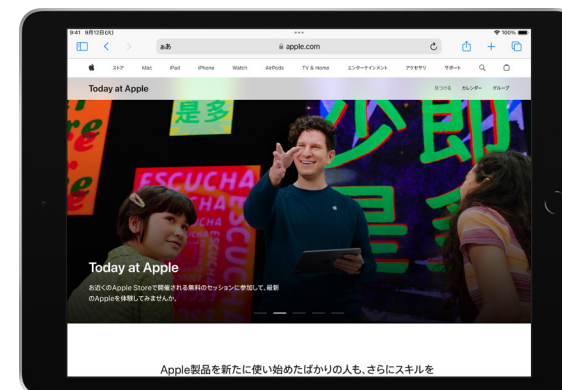 9:41 9月12日(火)
100%
ああ
apple.com
ストア Mac iPad iPhone Watch AirPods TV & Home エンターテインメント アクセサリ サポート
Today at Apple
見つける カレンダー グループ
是多
少節
ESCUCHA
是多
Today at Apple
お近くのApple Storeで開催される無料のセッションに参加して、最新
のAppleを体験してみませんか。
Apple製品を新たに使い始めたばかりの人も、さらにスキルを